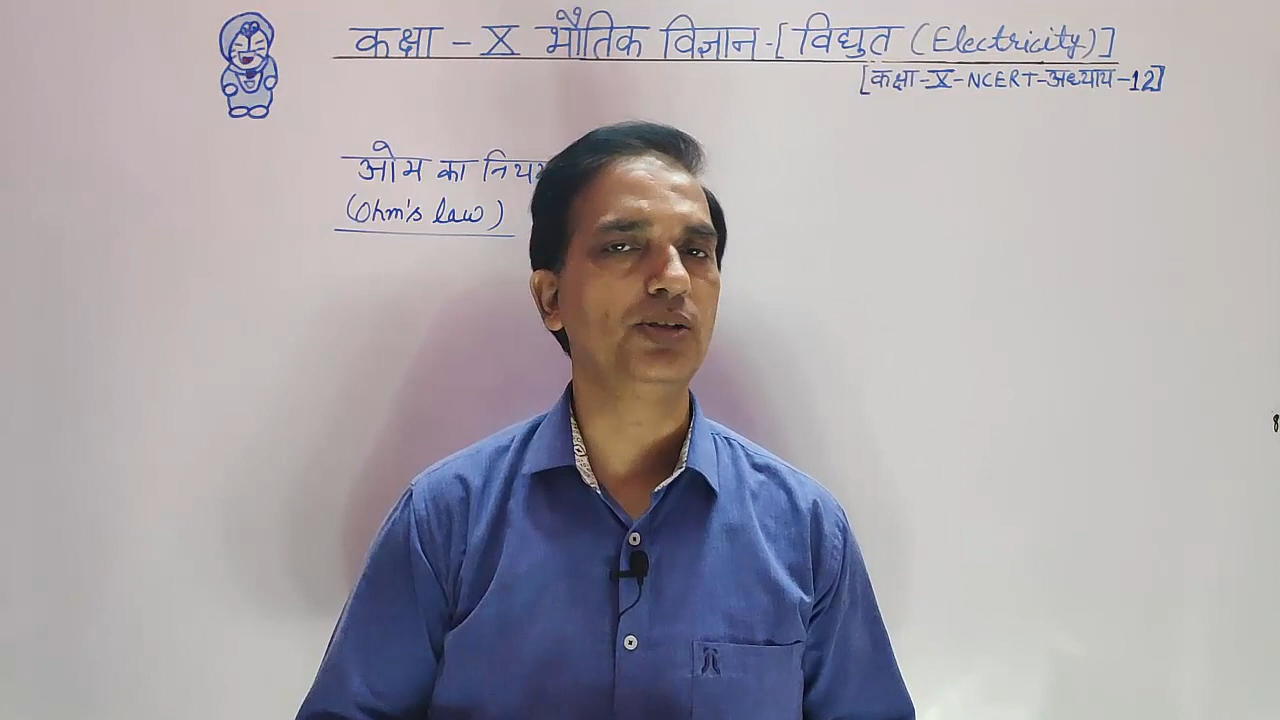 कक्षा - X भौतिक विज्ञान - [विद्युत (Electricity)]
[कक्षा-X-NCERT-अध्याय-12]
ओम का
(Ohm's law)